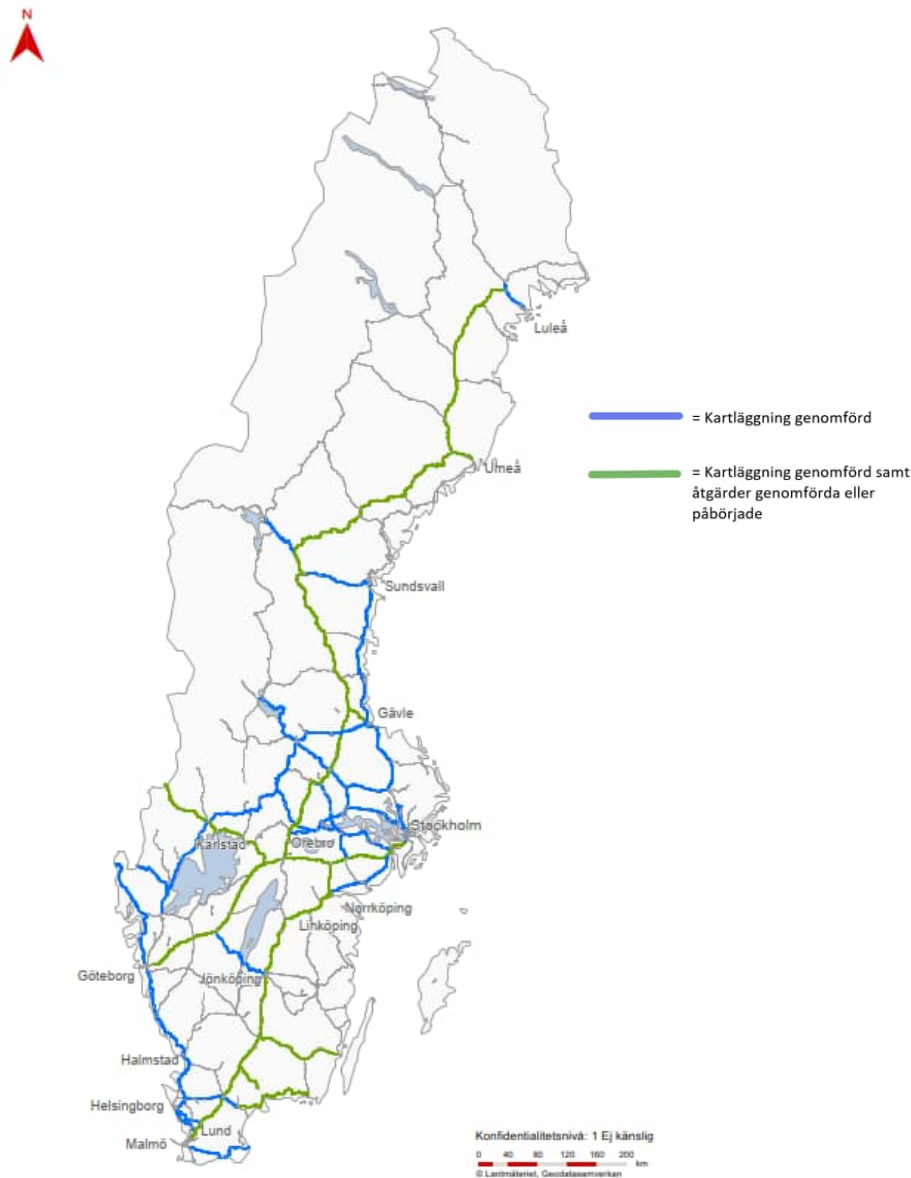 N
Luleå
= Kartläggning genomförd
Umeå
= Kartläggning genomförd samt
åtgärder genomförda eller
påbörjade
Sundsvall
Gävle
Stockholm
Karlstad
Örebro
Norrköping
Linköping
Göteborg
Jönköping
Halmstad
Helsingborg
Lund
Malmö
Konfidentialitetsnivå: 1 Ej känslig
0 40 80 120 160 200
km
© Lantmäteriet, Geodatasamverkan